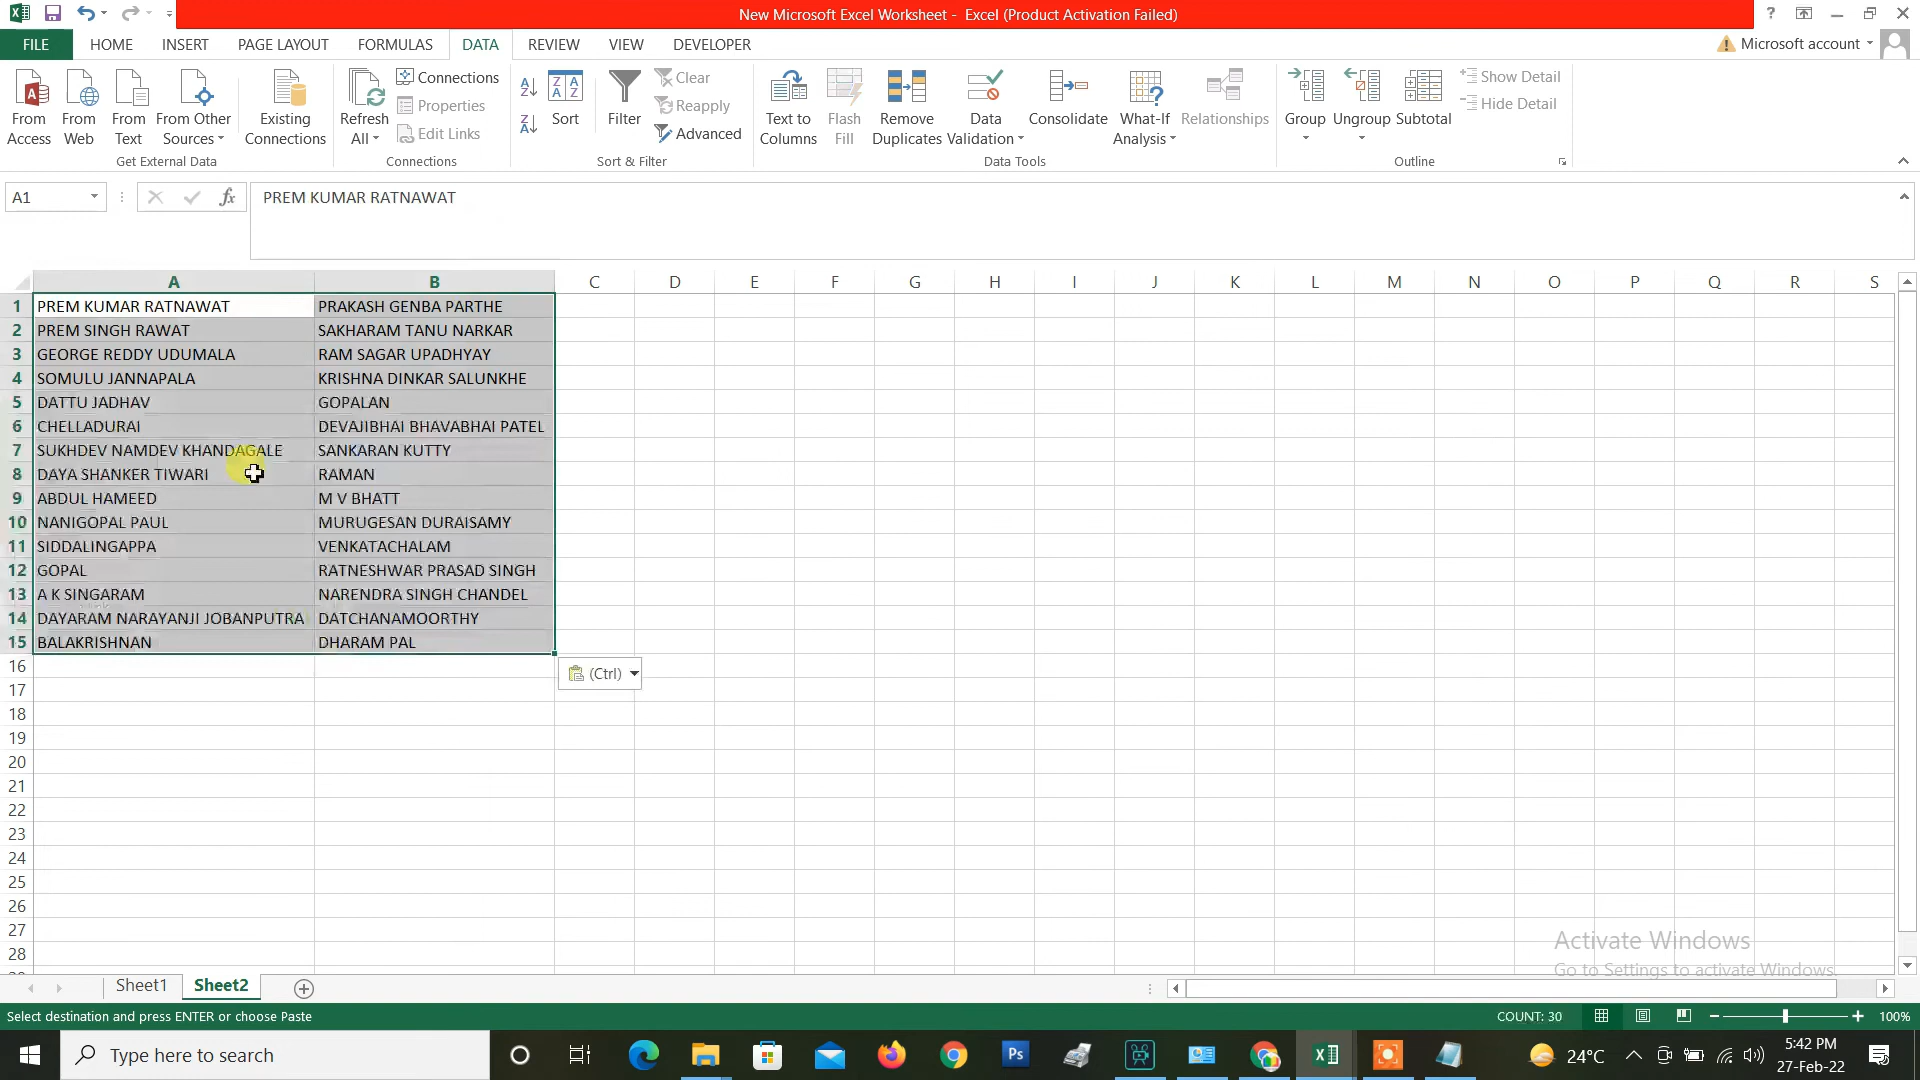 New Microsoft Excel Worksheet - Excel (Product Activation Failed)
FILE HOME INSERT PAGE LAYOUT FORMULAS DATA REVIEW VIEW DEVELOPER Microsoft account
From Access
From Web
From Text
From Other Sources
Existing Connections
Get External Data
Refresh All
Connections
Properties
Edit Links
Connections
Sort
Filter
Clear
Reapply
Advanced
Sort & Filter
Text to Columns
Flash Fill
Remove Duplicates
Data Validation
Consolidate
What-If Analysis
Relationships
Data Tools
Group
Ungroup
Subtotal
Show Detail
Hide Detail
Outline
A1 fx PREM KUMAR RATNAWAT
A B C D E F G H I J K L M N O P Q R S
1 PREM KUMAR RATNAWAT PRAKASH GENBA PARTHE
2 PREM SINGH RAWAT SAKHARAM TANU NARKAR
3 GEORGE REDDY UDUMALA RAM SAGAR UPADHYAY
4 SOMULU JANNAPALA KRISHNA DINKAR SALUNKHE
5 DATTU JADHAV GOPALAN
6 CHELLADURAI DEVAJIBHAI BHAVABHAI PATEL
7 SUKHDEV NAMDEV KHANDAGALE SANKARAN KUTTY
8 DAYA SHANKER TIWARI RAMAN
9 ABDUL HAMEED M V BHATT
10 NANIGOPAL PAUL MURUGESAN DURAISAMY
11 SIDDALINGAPPA VENKATACHALAM
12 GOPAL RATNESHWAR PRASAD SINGH
13 A K SINGARAM NARENDRA SINGH CHANDEL
14 DAYARAM NARAYANJI JOBANPUTRA DATCHANAMOORTHY
15 BALAKRISHNAN DHARAM PAL
16 (Ctrl)
17
18
19
20
21
22
23
24
25
26
27
28
Activate Windows
Go to Settings to activate Windows.
Sheet1 Sheet2
Select destination and press ENTER or choose Paste COUNT: 30 100%
Type here to search Ps 24°C 5:42 PM
27-Feb-22